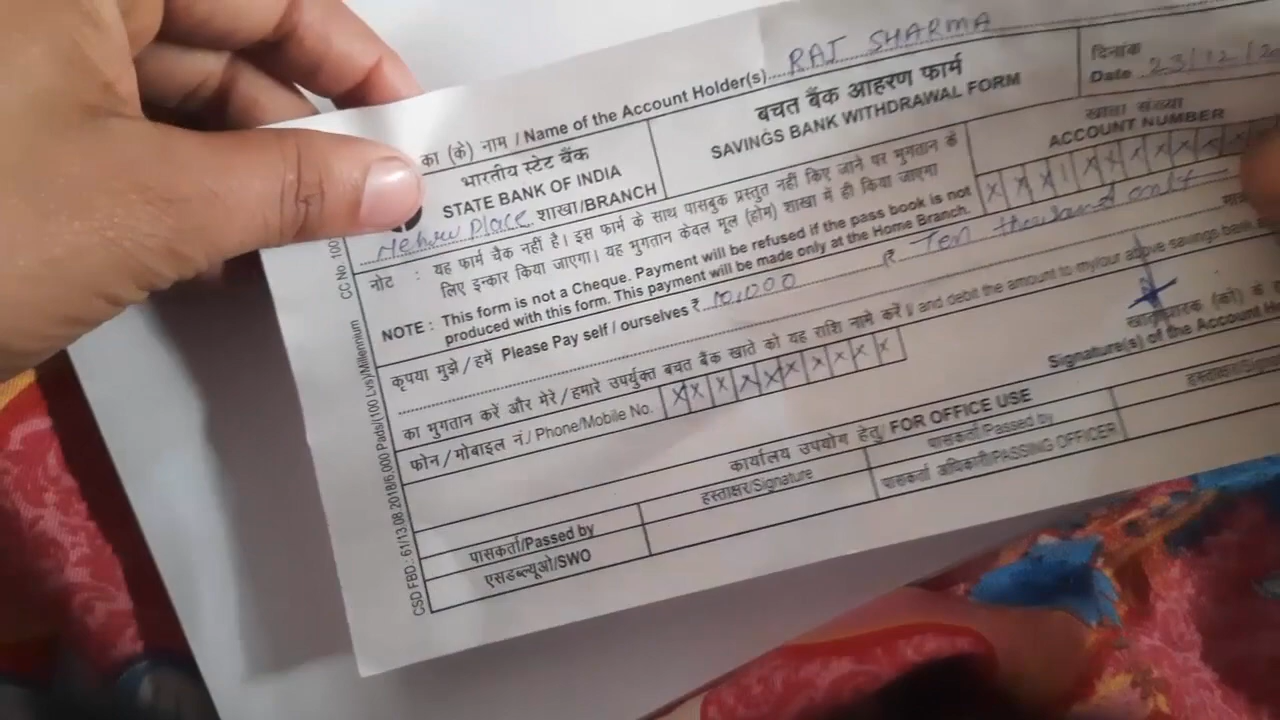 का (के) नाम / Name of the Account Holder(s)..... RAJ SHARMA
भारतीय स्टेट बैंक
STATE BANK OF INDIA
Nehru Place शाखा/BRANCH
बचत बैंक आहरण फार्म
SAVINGS BANK WITHDRAWAL FORM
दिनांक
Date 23/12/2
खाता संख्या
ACCOUNT NUMBER
नोट : यह फार्म चैक नहीं है। इस फार्म के साथ पासबुक प्रस्तुत नहीं किए जाने पर भुगतान के
लिए इन्कार किया जाएगा। यह भुगतान केवल मूल (होम) शाखा में ही किया जाएगा
NOTE : This form is not a Cheque. Payment will be refused if the pass book is not
produced with this form. This payment will be made only at the Home Branch.
X X X X X X X X X X
कृपया मुझे / हमें Please Pay self / ourselves ₹ 10,000 ₹ Ten thousand only
का भुगतान करें और मेरे / हमारे उपर्युक्त बचत बैंक खाते को यह राशि नामे करें / and debit the amount to my/our above savings bank
फोन / मोबाइल नं./ Phone/Mobile No. X X X X X X X X X X
(को) के
Signature(s) of the Account H
कार्यालय उपयोग हेतु/ FOR OFFICE USE
पासकर्ता/Passed by
एसडब्ल्यूओ/SWO
हस्ताक्षर/Signature
पासकर्ता/Passed by
पासकर्ता अधिकारी/PASSING OFFICER
हस्ताक्षर/Signa
CC No. 100
CSD FBD.: 61/13.08.2018/6,000 Pads/(100 Lvs)/Millennium